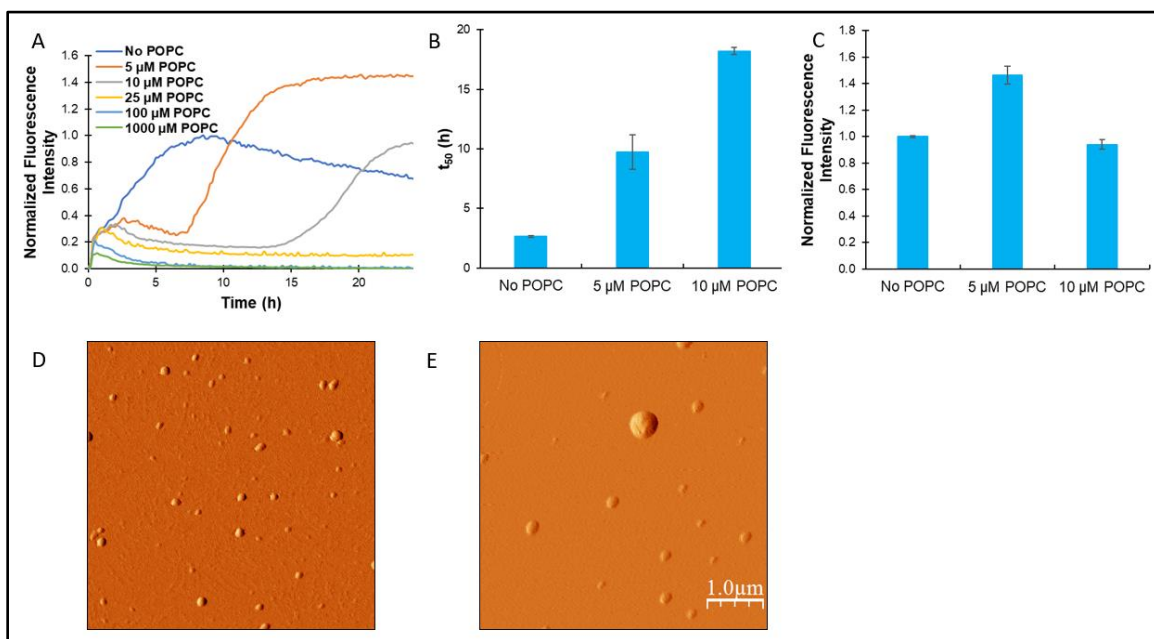 A
No POPC
5 µM POPC
10 µM POPC
25 µM POPC
100 µM POPC
1000 µM POPC
Normalized Fluorescence
Intensity
1.6
1.4
1.2
1.0
0.8
0.6
0.4
0.2
0.0
0 5 10 15 20
Time (h)
B
t50 (h)
20
15
10
5
0
No POPC 5 µM POPC 10 µM POPC
C
Normalized Fluorescence
Intensity
1.8
1.6
1.4
1.2
1.0
0.8
0.6
0.4
0.2
0.0
No POPC 5 µM POPC 10 µM POPC
D
E
1.0µm